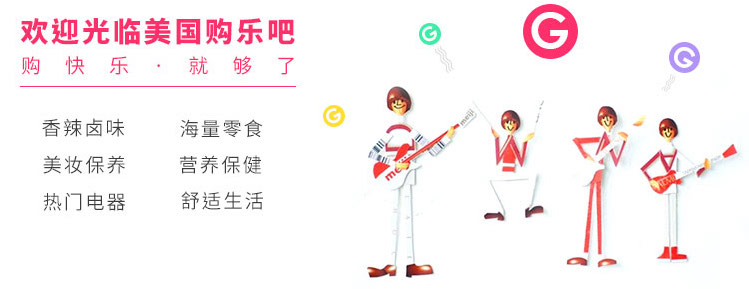 欢迎光临美国购乐吧
购快乐·就够了
香辣卤味 海量零食
美妆保养 营养保健
热门电器 舒适生活
G
G
G
G
meiji
mei